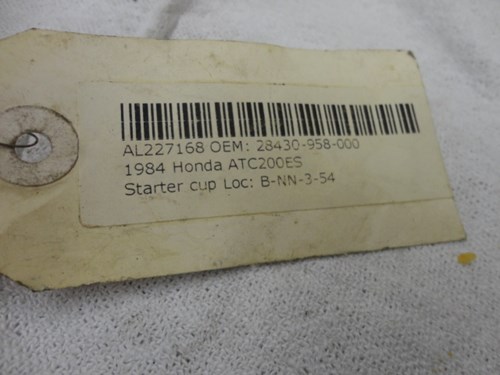 AL227168 OEM: 28430-958-000
1984 Honda ATC200ES
Starter cup Loc: B-NN-3-54